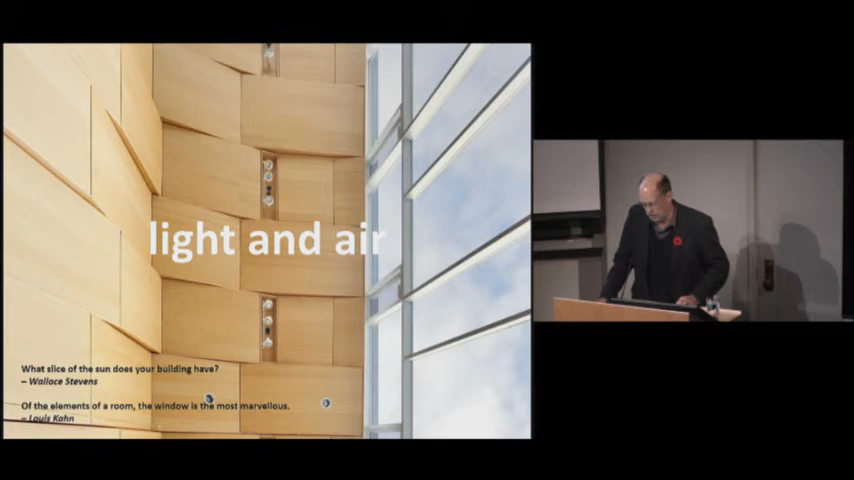 light and air
What slice of the sun does your building have?
– Wallace Stevens
Of the elements of a room, the window is the most marvellous.
– Louis Kahn